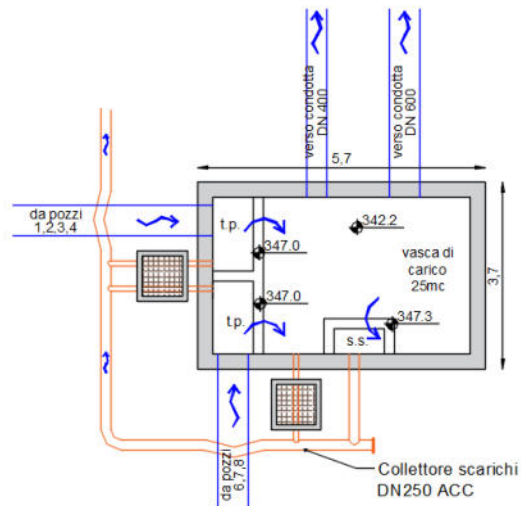 verso condotta
DN 400
verso condotta
DN 600
5,7
da pozzi
1,2,3,4
t.p.
347.0
342.2
vasca di
carico
25mc
3,7
347.0
t.p.
347.3
s.s.
da pozzi
6,7,8
Collettore scarichi
DN250 ACC